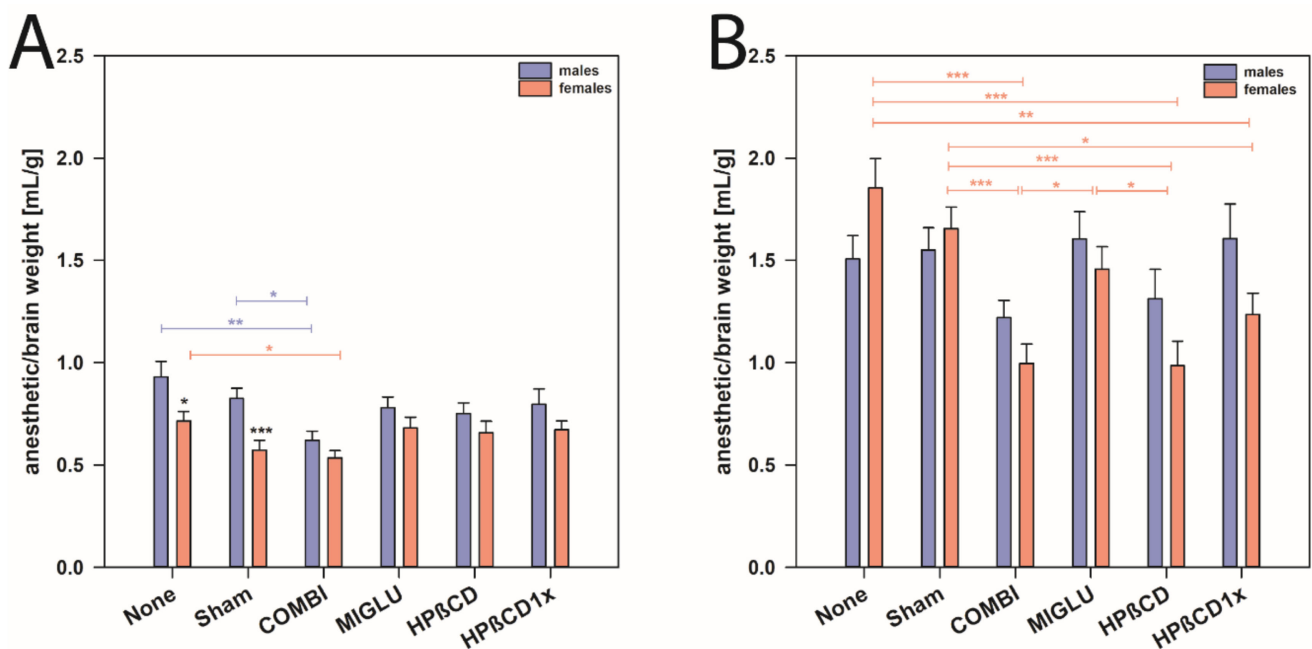 A
B
2.5
males
females
2.0
1.5
1.0
0.5
0.0
anesthetic/brain weight [mL/g]
*
**
*
*
***
None
Sham
COMBI
MIGLU
HPßCD
HPßCD1x
2.5
males
females
2.0
1.5
1.0
0.5
0.0
anesthetic/brain weight [mL/g]
***
***
**
*
***
*** * *
None
Sham
COMBI
MIGLU
HPßCD
HPßCD1x